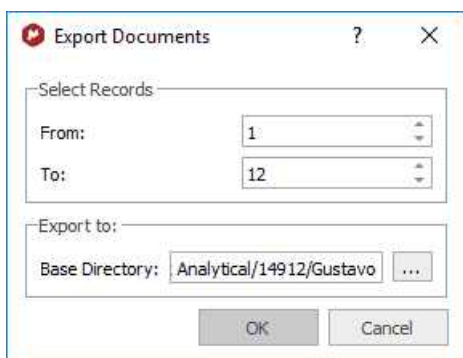 Export Documents ? X
Select Records
From: 1
To: 12
Export to:
Base Directory: Analytical/14912/Gustavo ...
OK Cancel